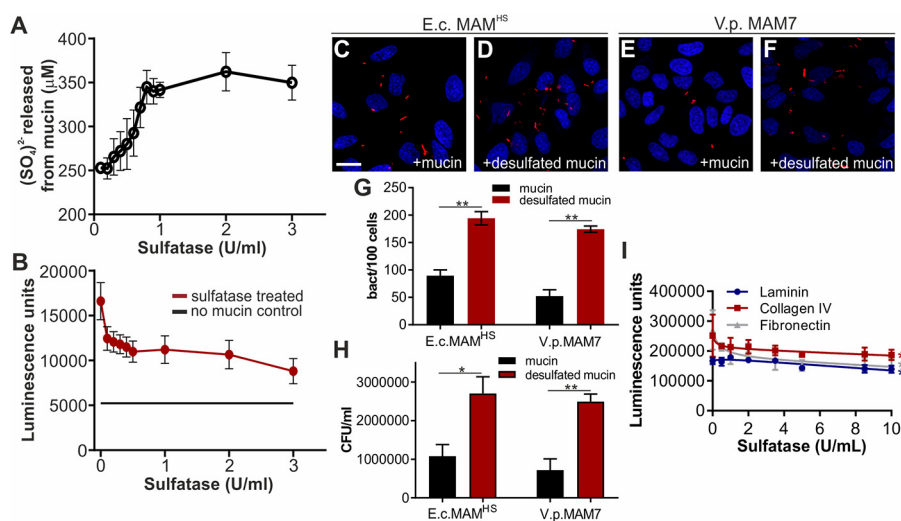 E.c. MAMHS
V.p. MAM7
A
(SO4)2- released
from mucin (µM)
400
350
300
250
200
0
1
2
3
Sulfatase (U/ml)
C
+mucin
D
+desulfated mucin
E
+mucin
F
+desulfated mucin
B
Luminescence units
20000
15000
10000
5000
0
sulfatase treated
no mucin control
0
1
2
3
Sulfatase (U/ml)
G
bact/100 cells
250
200
150
100
50
0
mucin
desulfated mucin
**
**
E.c.MAMHS
V.p.MAM7
H
CFU/ml
3000000
2000000
1000000
0
mucin
desulfated mucin
*
**
E.c.MAMHS
V.p.MAM7
I
Luminescence units
400000
300000
200000
100000
0
Laminin
Collagen IV
Fibronectin
*
*
*
0
2
4
6
8
10
Sulfatase (U/mL)